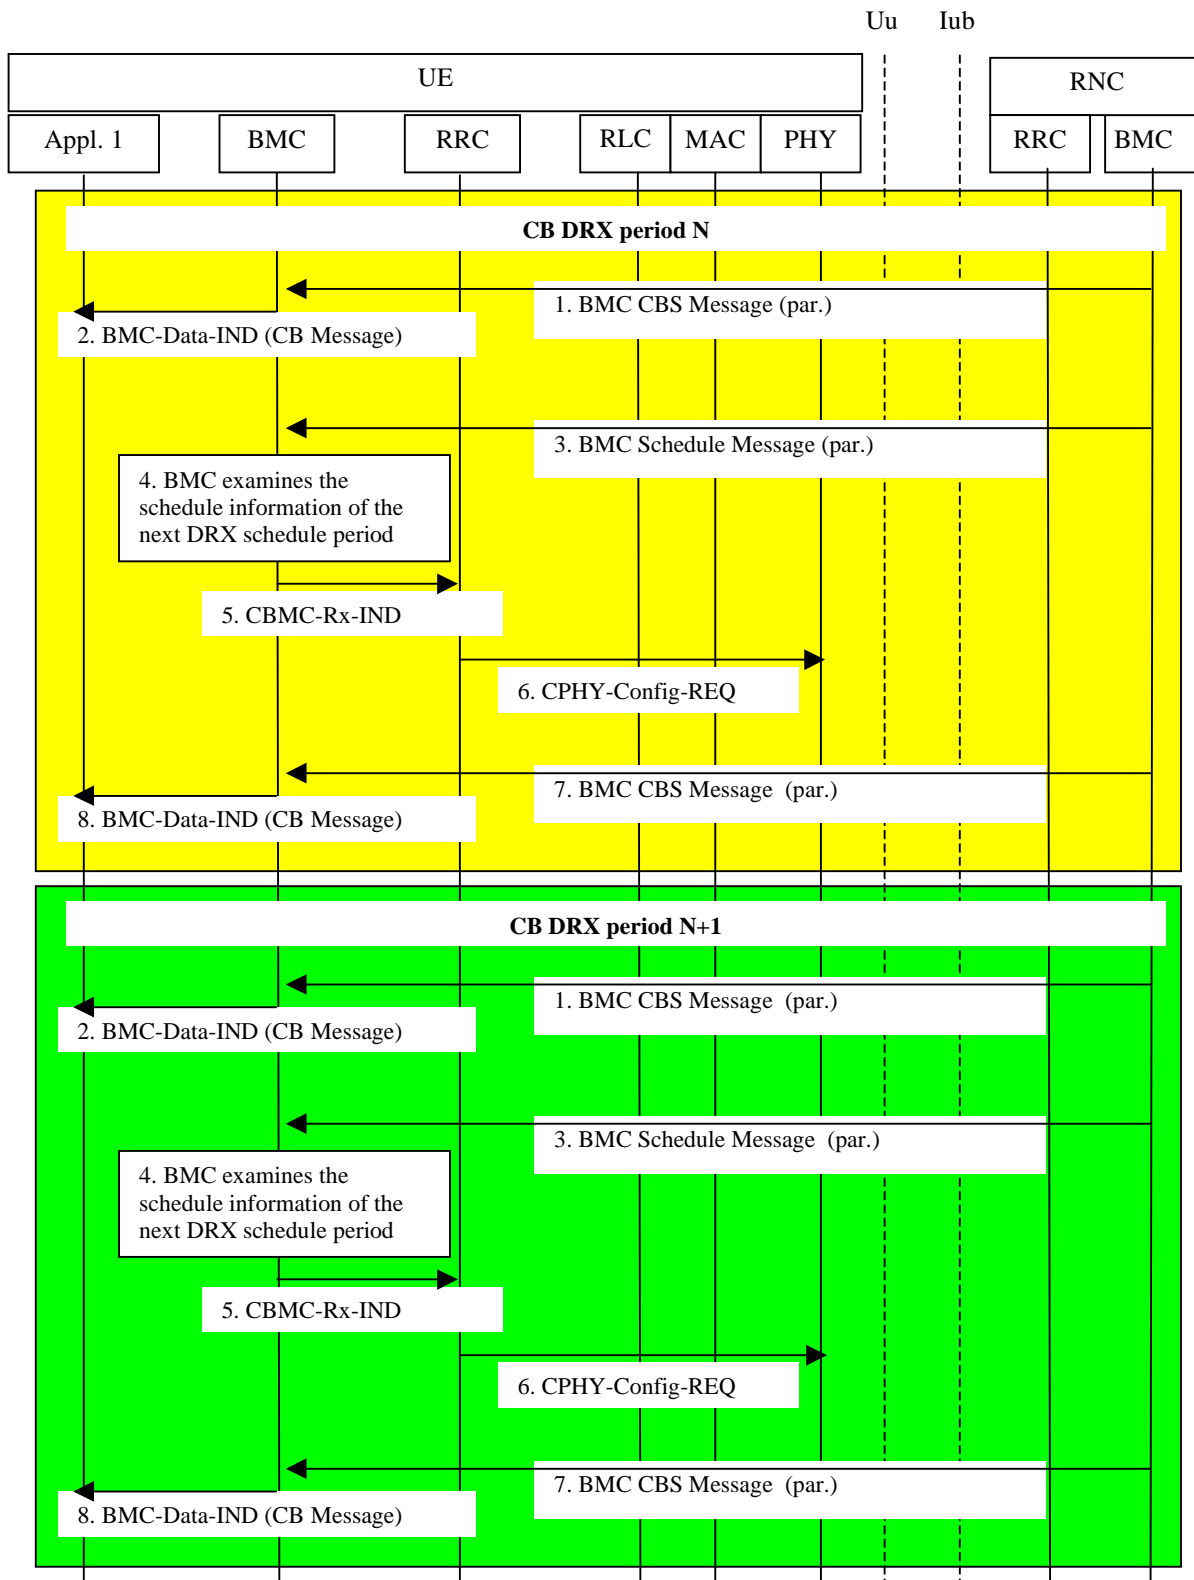 Uu
Iub
UE
RNC
Appl. 1
BMC
RRC
RLC
MAC
PHY
RRC
BMC
CB DRX period N
1. BMC CBS Message (par.)
2. BMC-Data-IND (CB Message)
3. BMC Schedule Message (par.)
4. BMC examines the
schedule information of the
next DRX schedule period
5. CBMC-Rx-IND
6. CPHY-Config-REQ
7. BMC CBS Message (par.)
8. BMC-Data-IND (CB Message)
CB DRX period N+1
1. BMC CBS Message (par.)
2. BMC-Data-IND (CB Message)
3. BMC Schedule Message (par.)
4. BMC examines the
schedule information of the
next DRX schedule period
5. CBMC-Rx-IND
6. CPHY-Config-REQ
7. BMC CBS Message (par.)
8. BMC-Data-IND (CB Message)